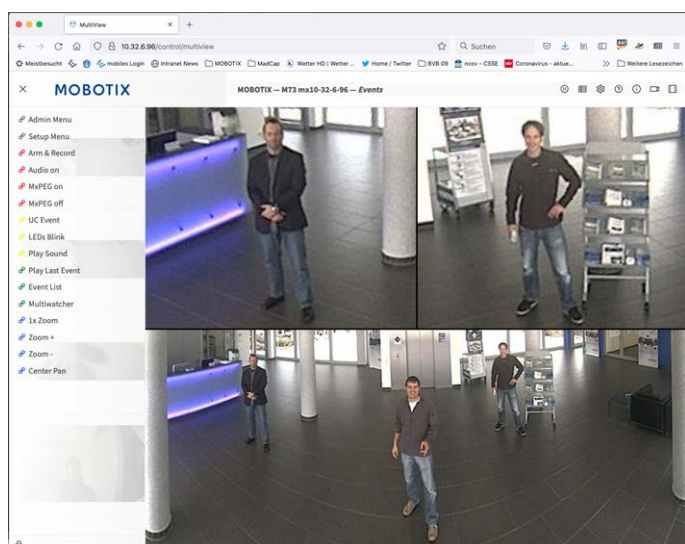 MultiView
10.32.6.96/control/multiview
Suchen
Meistbesucht
mobiles Login
Intranet News
MOBOTIX
MadCap
Wetter HD | Wetter ...
Home / Twitter
BVB 09
ncov – CSSE
Coronavirus - aktue...
Weitere Lesezeichen
MOBOTIX
MOBOTIX — M73 mx10-32-6-96 — Events
Admin Menu
Setup Menu
Arm & Record
Audio on
MxPEG on
MxPEG off
UC Event
LEDs Blink
Play Sound
Play Last Event
Event List
Multiwatcher
1x Zoom
Zoom +
Zoom -
Center Pan